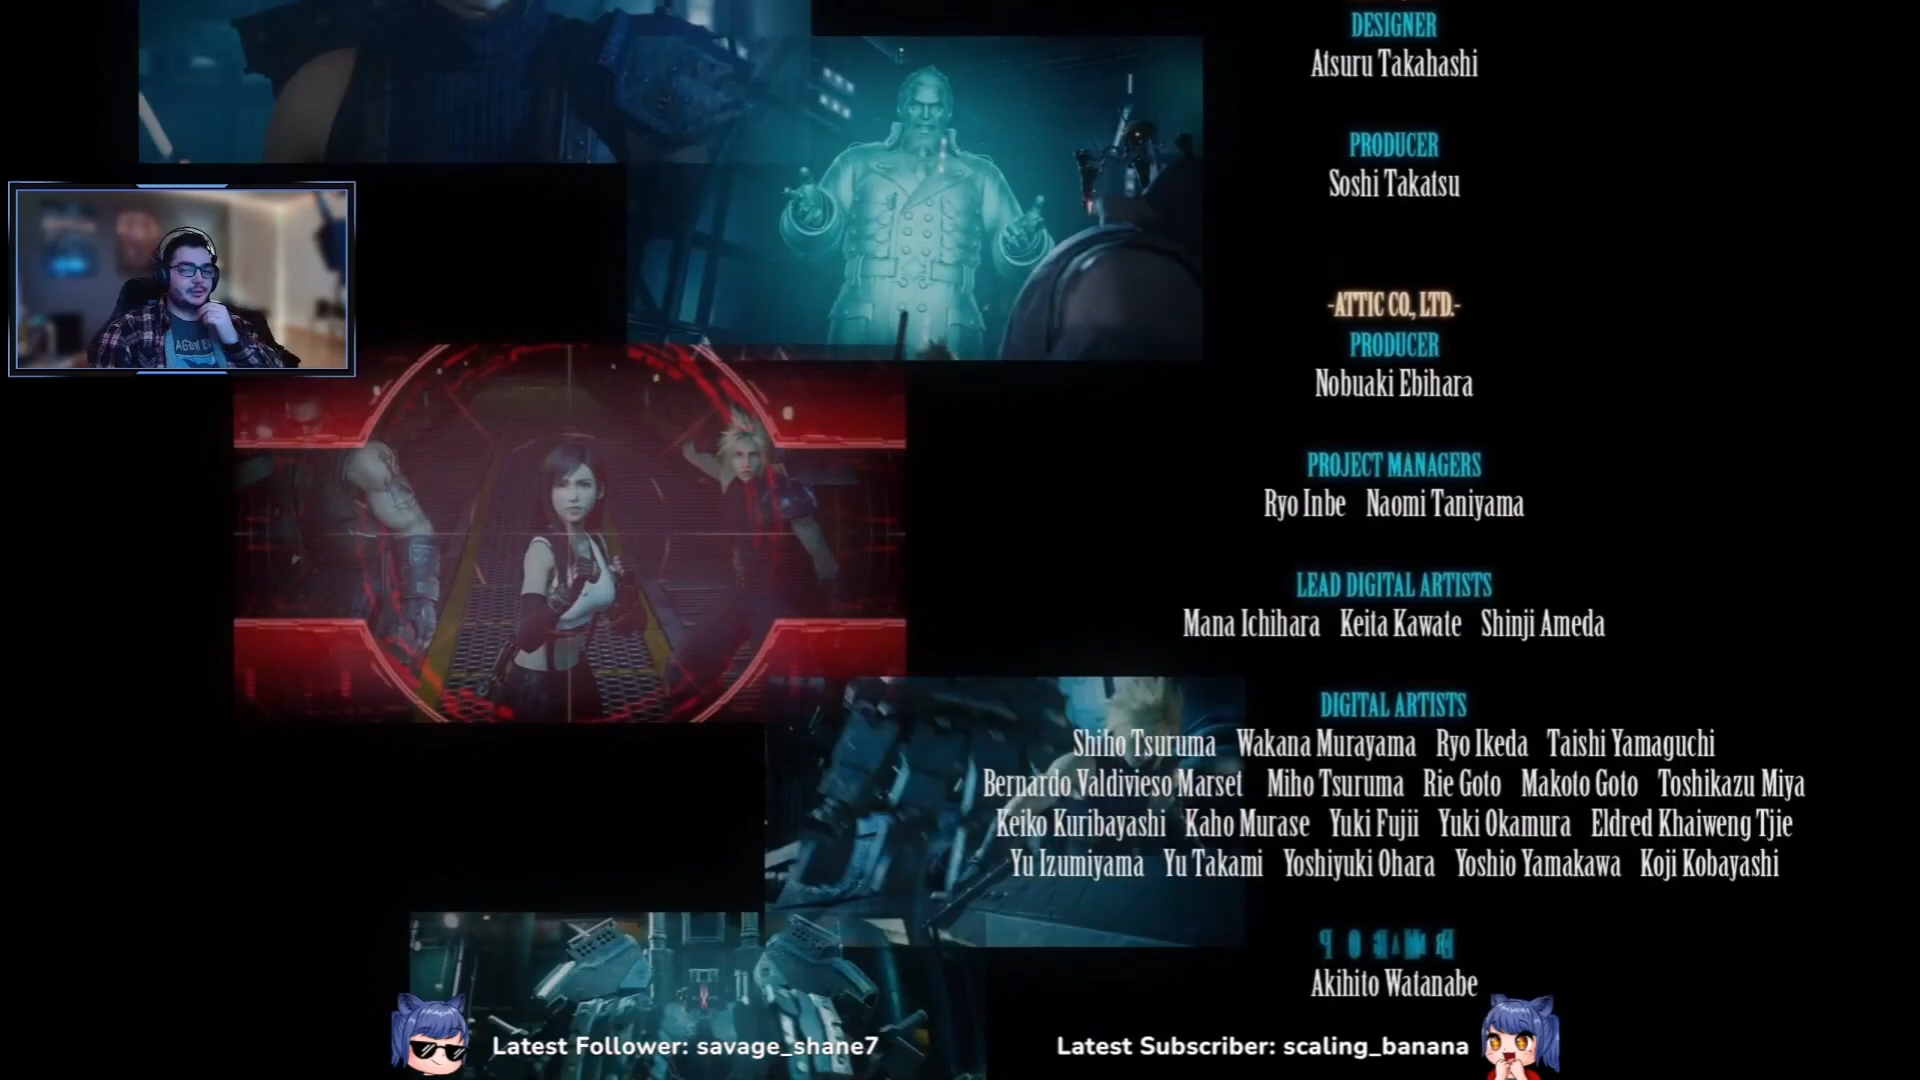 DESIGNER
Atsuru Takahashi
PRODUCER
Soshi Takatsu
-ATTIC CO., LTD.-
PRODUCER
Nobuaki Ebihara
PROJECT MANAGERS
Ryo Inbe Naomi Taniyama
LEAD DIGITAL ARTISTS
Mana Ichihara Keita Kawate Shinji Ameda
DIGITAL ARTISTS
Shiho Tsuruma Wakana Murayama Ryo Ikeda Taishi Yamaguchi
Bernardo Valdivieso Marset Miho Tsuruma Rie Goto Makoto Goto Toshikazu Miya
Keiko Kuribayashi Kaho Murase Yuki Fujii Yuki Okamura Eldred Khaiweng Tjie
Yu Izumiyama Yu Takami Yoshiyuki Ohara Yoshio Yamakawa Koji Kobayashi
Akihito Watanabe
Latest Follower: savage_shane7
Latest Subscriber: scaling_banana